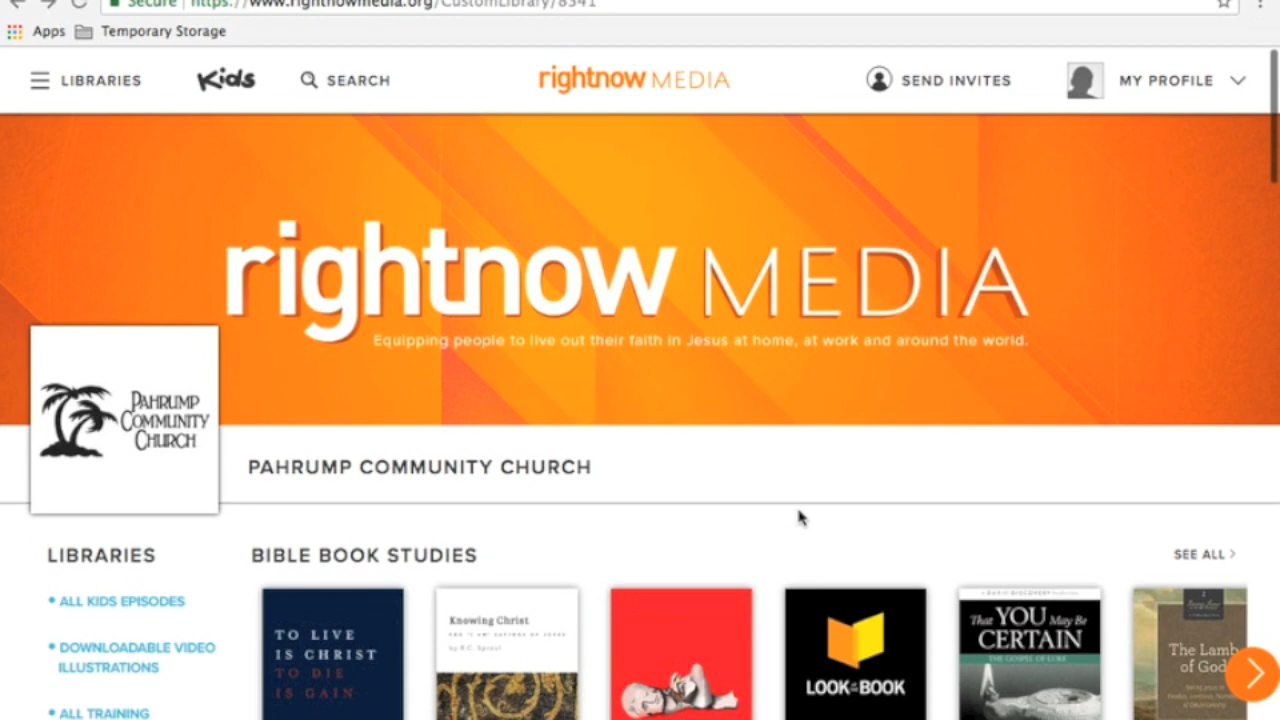 Secure https://www.rightnowmedia.org/CustomLibrary/8341
Apps Temporary Storage
LIBRARIES Kids SEARCH rightnow MEDIA SEND INVITES MY PROFILE
rightnow MEDIA
Equipping people to live out their faith in Jesus at home, at work and around the world.
PAHRUMP
COMMUNITY
CHURCH
PAHRUMP COMMUNITY CHURCH
LIBRARIES
• ALL KIDS EPISODES
• DOWNLOADABLE VIDEO
ILLUSTRATIONS
• ALL TRAINING
BIBLE BOOK STUDIES SEE ALL >
TO LIVE
IS CHRIST
TO DIE
IS GAIN
Knowing Christ
by R.C. Sproul
LOOK at the BOOK
That YOU May Be
CERTAIN
THE GOSPEL OF LUKE
The Lamb
of God